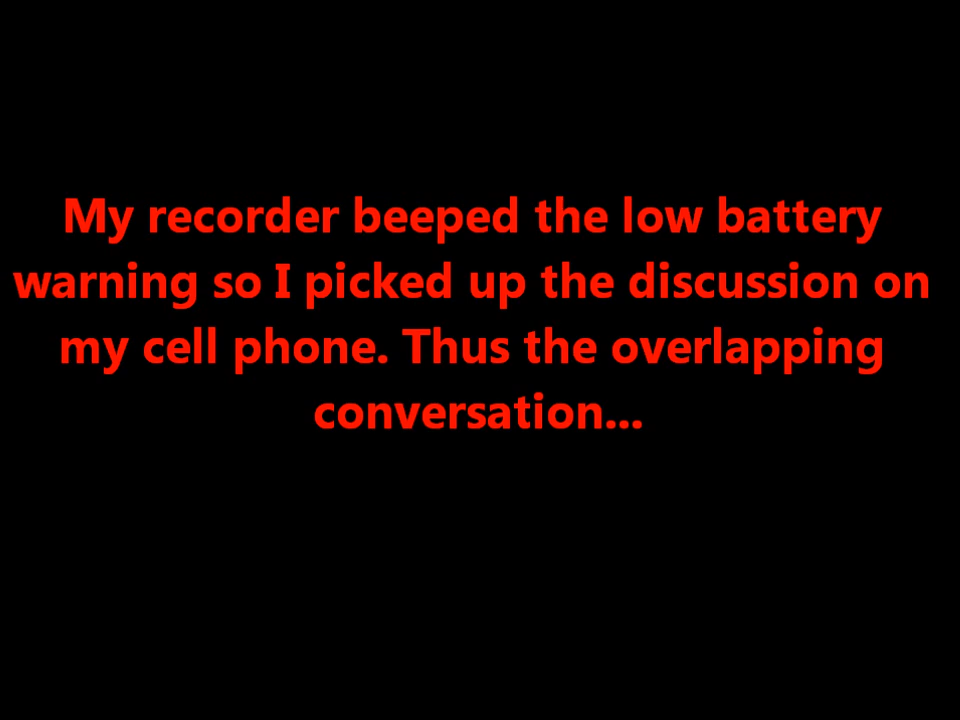 My recorder beeped the low battery
warning so I picked up the discussion on
my cell phone. Thus the overlapping
conversation...